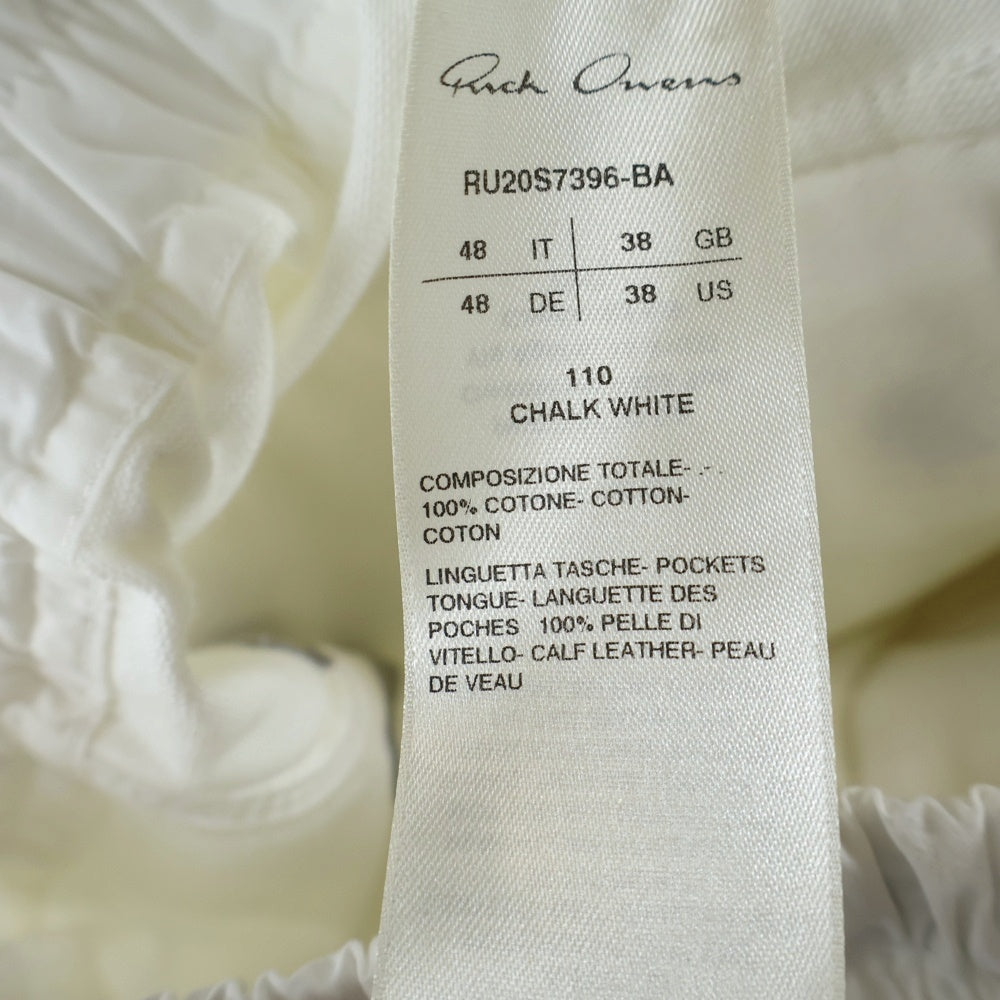 Rick Owens
RU20S7396-BA
48 IT 38 GB
48 DE 38 US
110
CHALK WHITE
COMPOSIZIONE TOTALE- .- .
100% COTONE- COTTON-
COTON
LINGUETTA TASCHE- POCKETS
TONGUE- LANGUETTE DES
POCHES 100% PELLE DI
VITELLO- CALF LEATHER- PEAU
DE VEAU